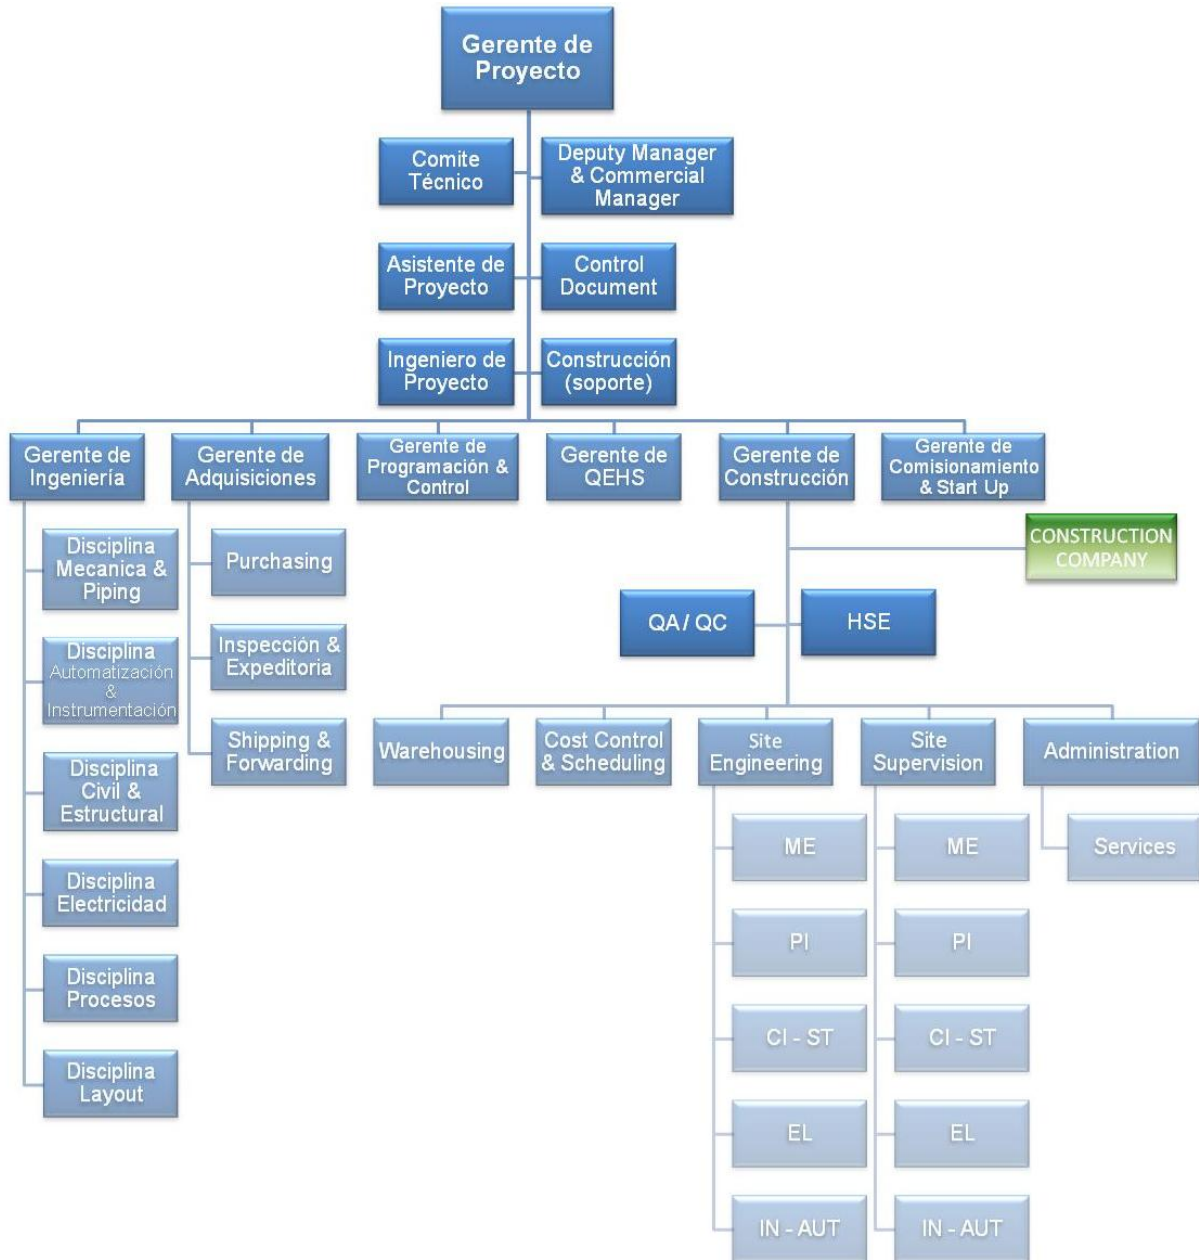 Gerente de
Proyecto
Comite
Técnico
Deputy Manager
& Commercial
Manager
Asistente de
Proyecto
Control
Document
Ingeniero de
Proyecto
Construcción
(soporte)
Gerente de
Ingeniería
Gerente de
Adquisiciones
Gerente de
Programación &
Control
Gerente de
QEHS
Gerente de
Construcción
Gerente de
Comisionamiento
& Start Up
Disciplina
Mecanica &
Piping
Disciplina
Automatización
&
Instrumentación
Disciplina
Civil &
Estructural
Disciplina
Electricidad
Disciplina
Procesos
Disciplina
Layout
Purchasing
Inspección &
Expeditoria
Shipping &
Forwarding
CONSTRUCTION
COMPANY
QA / QC
HSE
Warehousing
Cost Control
& Scheduling
Site
Engineering
Site
Supervision
Administration
ME
PI
CI - ST
EL
IN - AUT
ME
PI
CI - ST
EL
IN - AUT
Services